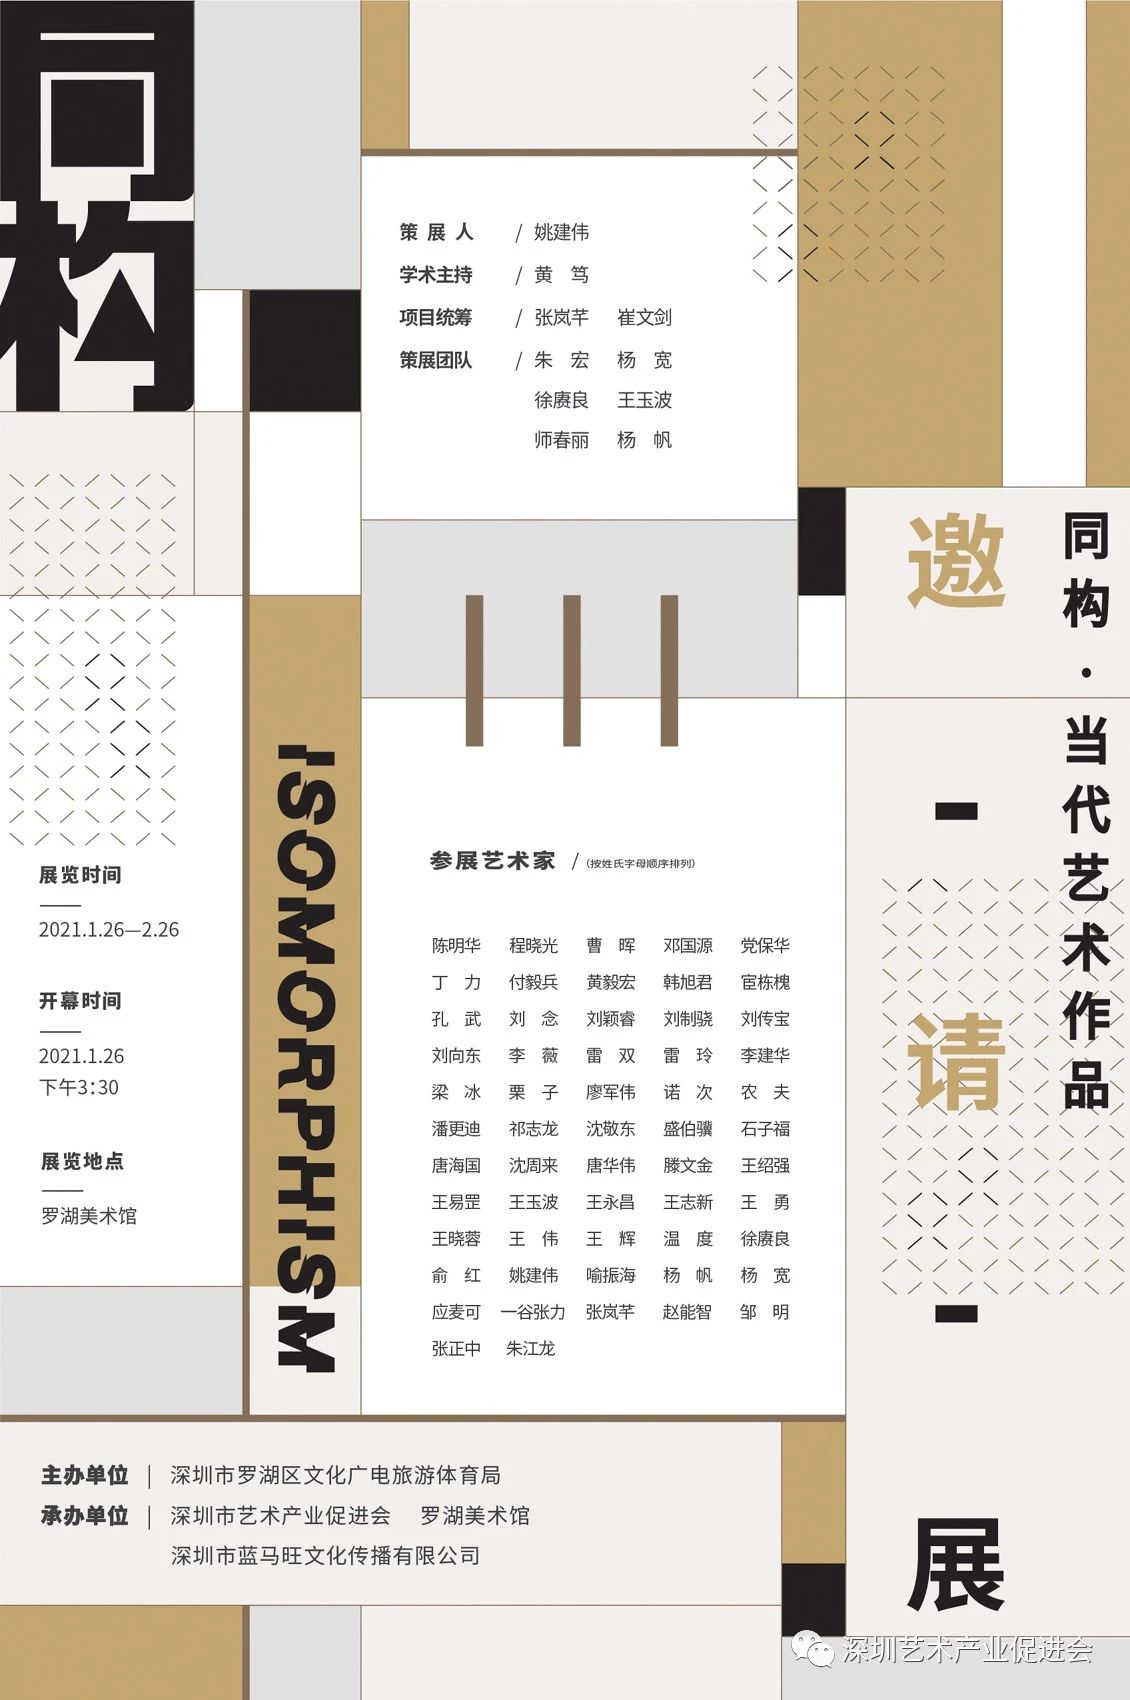 同构
策展人 / 姚建伟
学术主持 / 黄笃
项目统筹 / 张岚芊 崔文剑
策展团队 / 朱宏 杨宽
徐赓良 王玉波
师春丽 杨帆
邀请展
同构·当代艺术作品
ISOMORPHISM
展览时间
2021.1.26—2.26
开幕时间
2021.1.26
下午3:30
展览地点
罗湖美术馆
参展艺术家 / (按姓氏字母顺序排列)
陈明华 程晓光 曹晖 邓国源 党保华
丁力 付毅兵 黄毅宏 韩旭君 宦栋槐
孔武 刘念 刘颖睿 刘制骁 刘传宝
刘向东 李薇 雷双 雷玲 李建华
梁冰 栗子 廖军伟 诺次 农夫
潘更迪 祁志龙 沈敬东 盛伯骥 石子福
唐海国 沈周来 唐华伟 滕文金 王绍强
王易罡 王玉波 王永昌 王志新 王勇
王晓蓉 王伟 王辉 温度 徐赓良
俞红 姚建伟 喻振海 杨帆 杨宽
应麦可 一谷张力 张岚芊 赵能智 邹明
张正中 朱江龙
主办单位 | 深圳市罗湖区文化广电旅游体育局
承办单位 | 深圳市艺术产业促进会 罗湖美术馆
深圳市蓝马旺文化传播有限公司
深圳艺术产业促进会